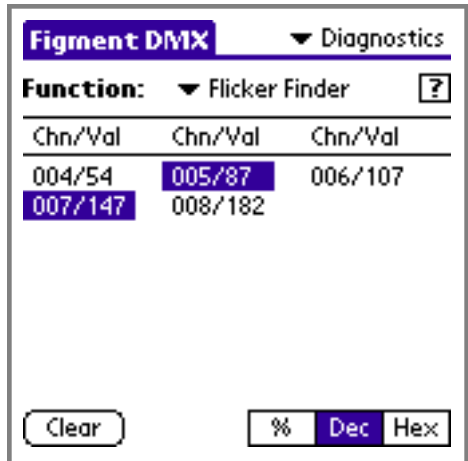 Figment DMX Diagnostics
Function: Flicker Finder ?
Chn/Val Chn/Val Chn/Val
004/54 005/87 006/107
007/147 008/182
Clear % Dec Hex